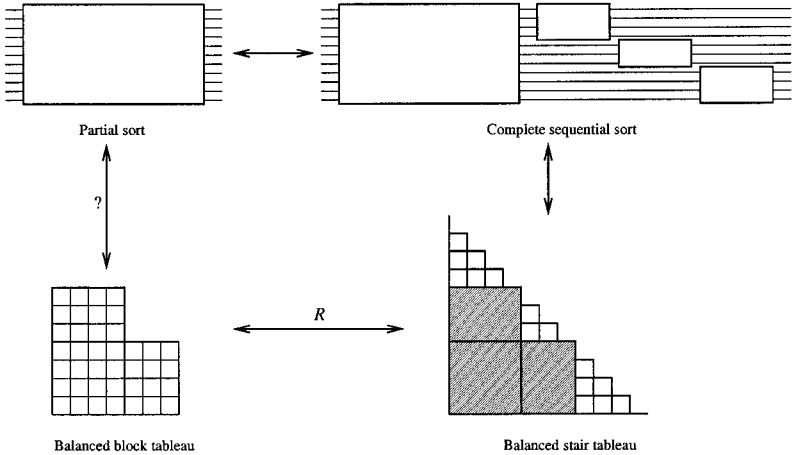 Partial sort
Complete sequential sort
?
R
Balanced block tableau
Balanced stair tableau